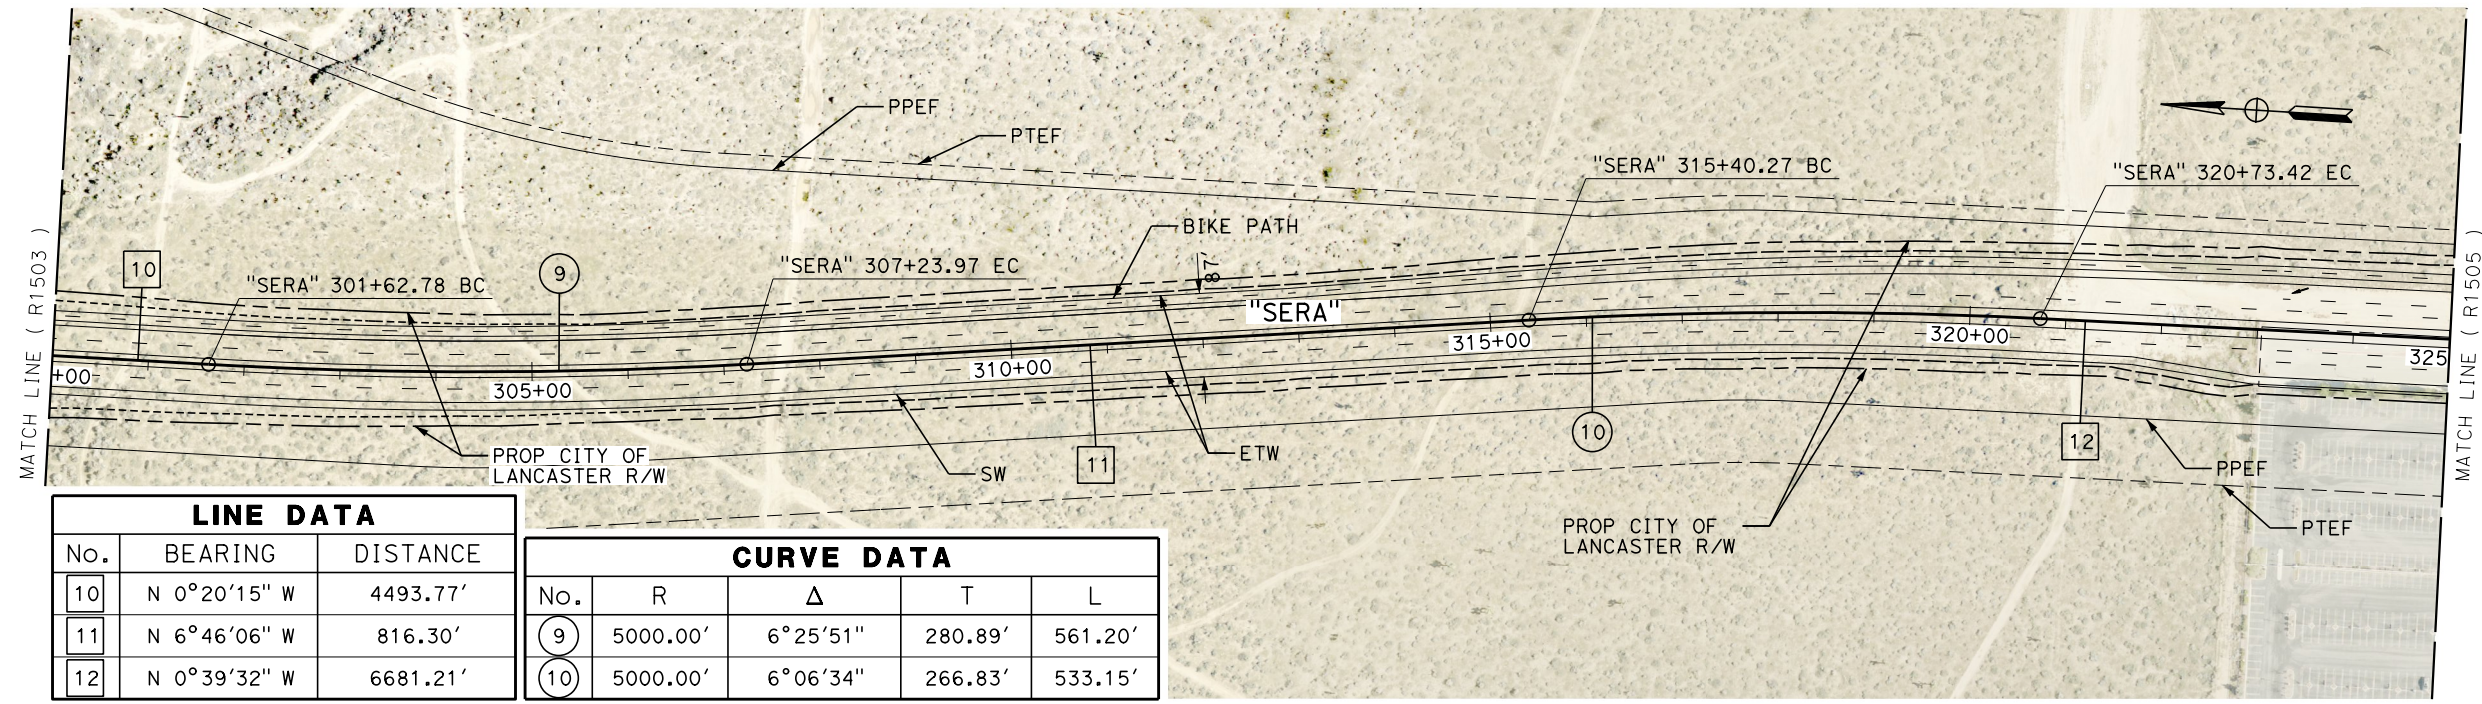 PPEF
PTEF
"SERA" 315+40.27 BC
"SERA" 320+73.42 EC
BIKE PATH
87'
10
"SERA" 301+62.78 BC
9
"SERA" 307+23.97 EC
"SERA"
MATCH LINE ( R1503 )
MATCH LINE ( R1505 )
+00
305+00
310+00
315+00
320+00
325
PROP CITY OF
LANCASTER R/W
SW
11
ETW
10
12
PPEF
PTEF
PROP CITY OF
LANCASTER R/W
LINE DATA
No. BEARING DISTANCE
10 N 0°20'15" W 4493.77'
11 N 6°46'06" W 816.30'
12 N 0°39'32" W 6681.21'
CURVE DATA
No. R Δ T L
9 5000.00' 6°25'51" 280.89' 561.20'
10 5000.00' 6°06'34" 266.83' 533.15'